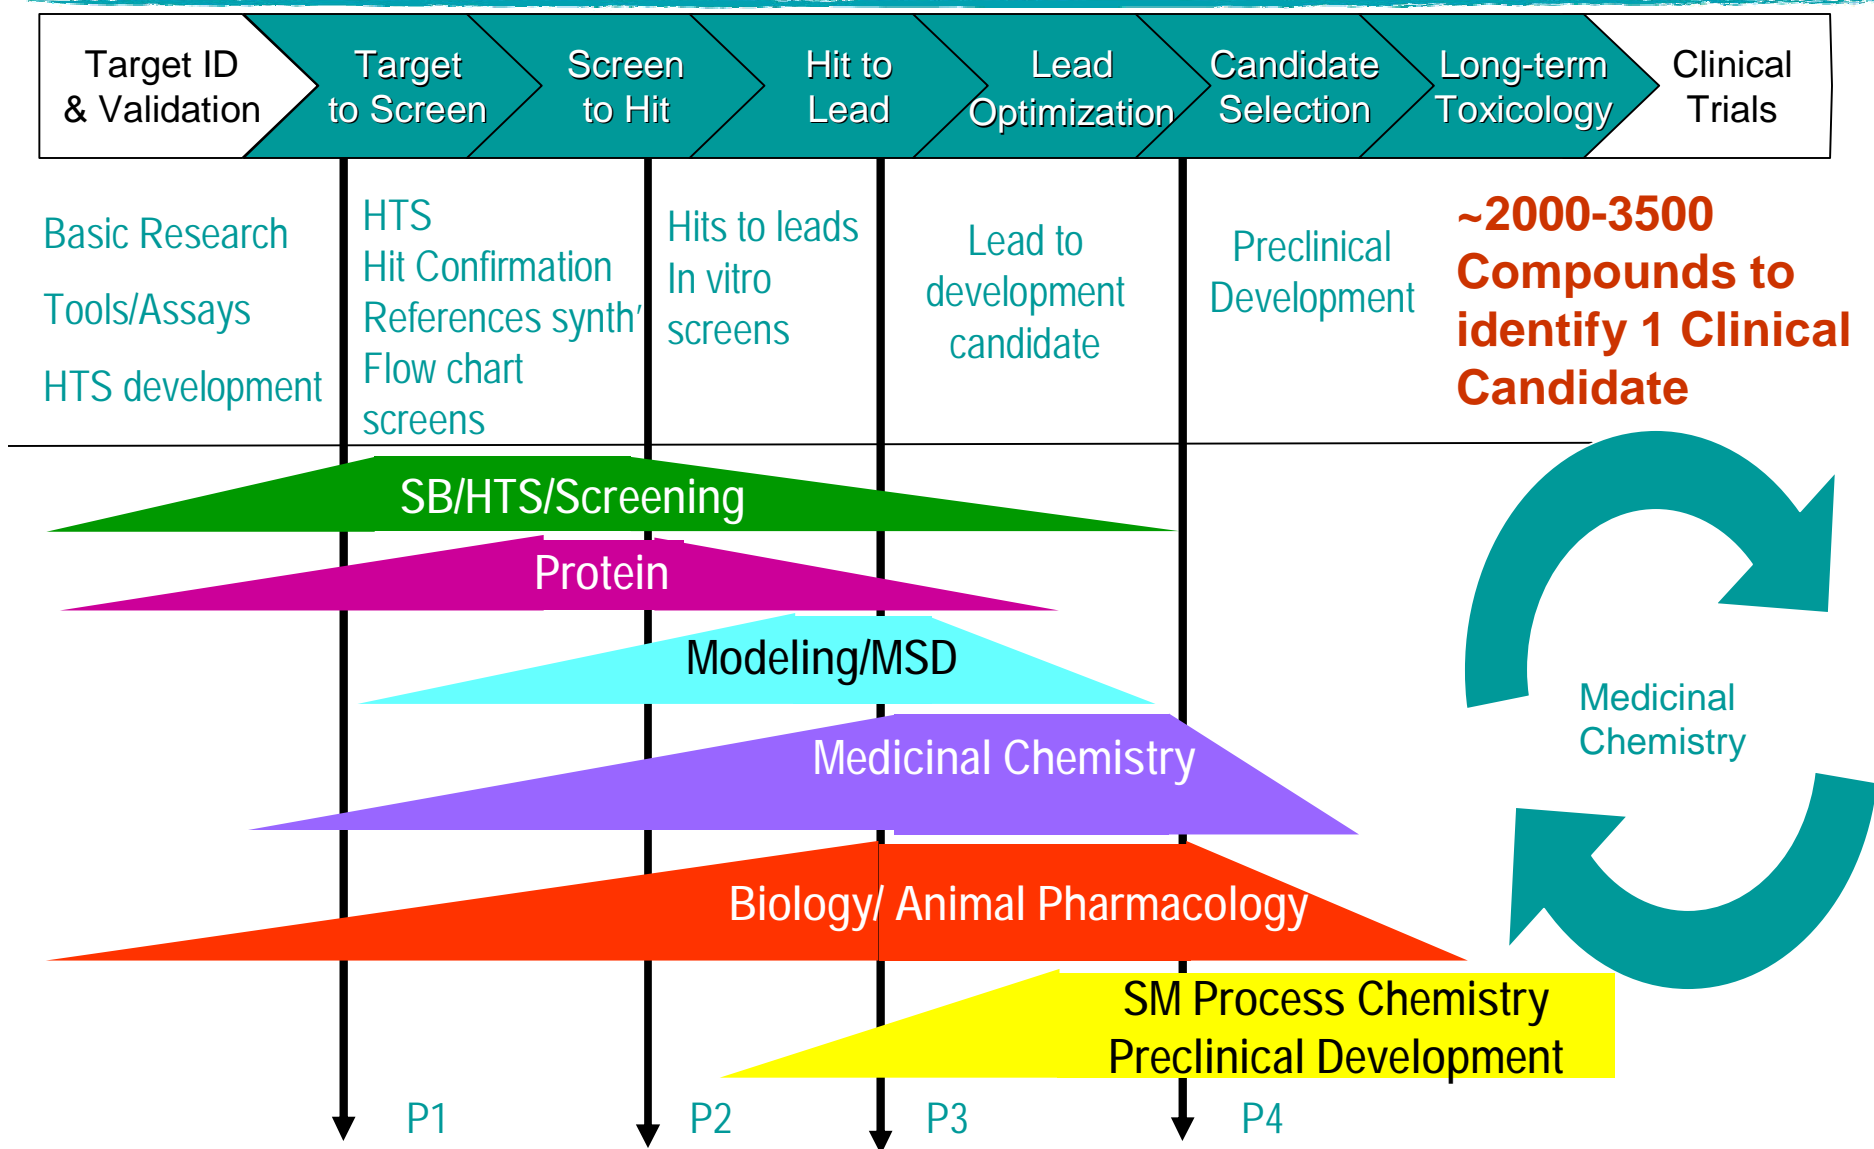 Target ID
& Validation
Target
to Screen
Screen
to Hit
Hit to
Lead
Lead
Optimization
Candidate
Selection
Long-term
Toxicology
Clinical
Trials
Basic Research
Tools/Assays
HTS development
HTS
Hit Confirmation
References synth'
Flow chart
screens
Hits to leads
In vitro
screens
Lead to
development
candidate
Preclinical
Development
~2000-3500
Compounds to
identify 1 Clinical
Candidate
SB/HTS/Screening
Protein
Modeling/MSD
Medicinal Chemistry
Biology/ Animal Pharmacology
SM Process Chemistry
Preclinical Development
Medicinal
Chemistry
P1
P2
P3
P4